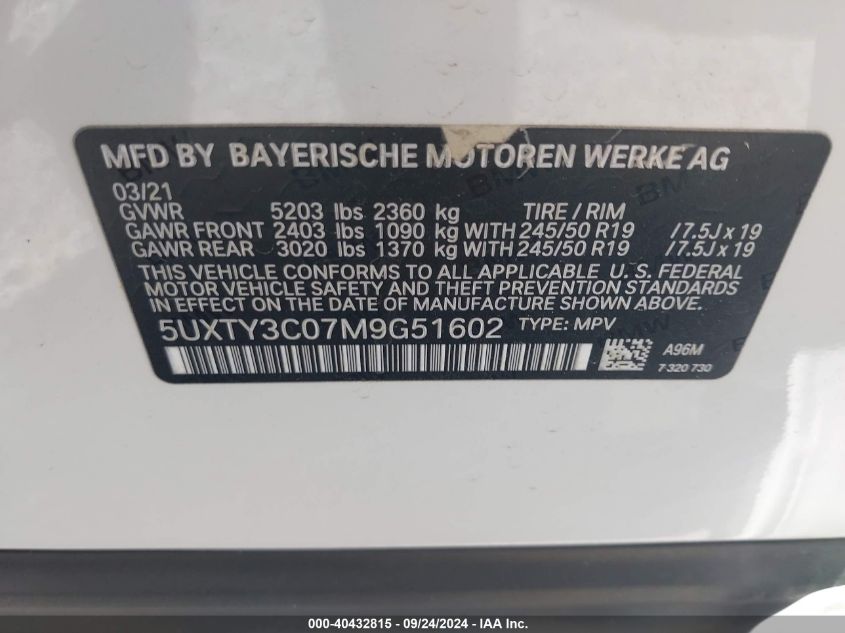 MFD BY BAYERISCHE MOTOREN WERKE AG
03/21
GVWR 5203 lbs 2360 kg TIRE / RIM
GAWR FRONT 2403 lbs 1090 kg WITH 245/50 R19 / 7.5J x 19
GAWR REAR 3020 lbs 1370 kg WITH 245/50 R19 / 7.5J x 19
THIS VEHICLE CONFORMS TO ALL APPLICABLE U. S. FEDERAL
MOTOR VEHICLE SAFETY AND THEFT PREVENTION STANDARDS
IN EFFECT ON THE DATE OF MANUFACTURE SHOWN ABOVE.
5UXTY3C07M9G51602 TYPE: MPV
A96M
7 320 730
000-40432815 - 09/24/2024 - IAA Inc.